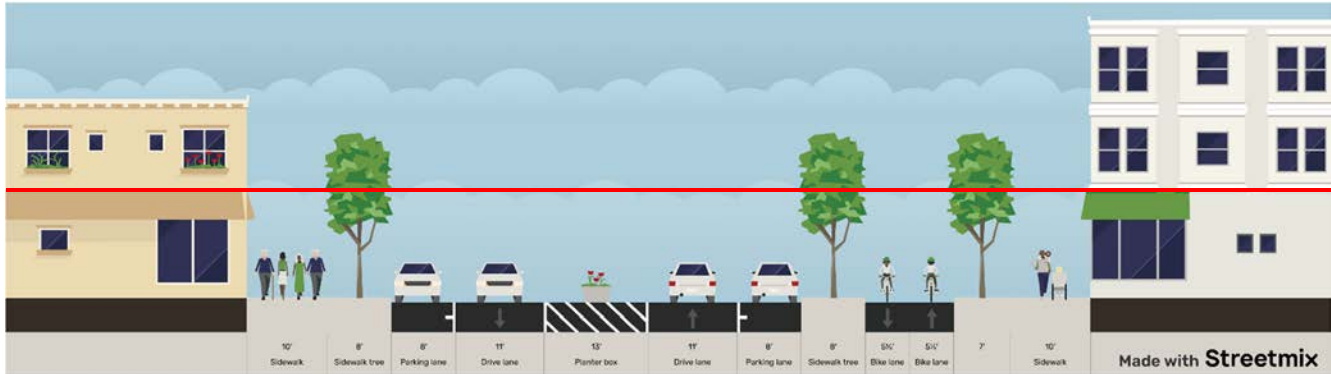 10' 8' 8' 11' 13' 11' 8' 8' 5½' 5½' 7' 10'
Sidewalk Sidewalk tree Parking lane Drive lane Planter box Drive lane Parking lane Sidewalk tree Bike lane Bike lane Sidewalk
Made with Streetmix